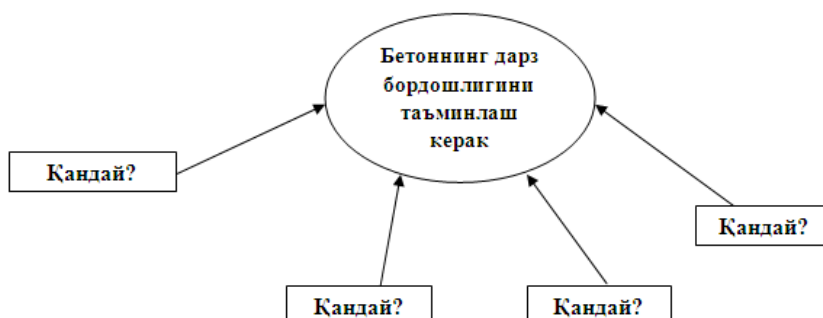 Бетоннинг дарз
бордошлигини
таъминлаш
керак
Қандай?
Қандай?
Қандай?
Қандай?